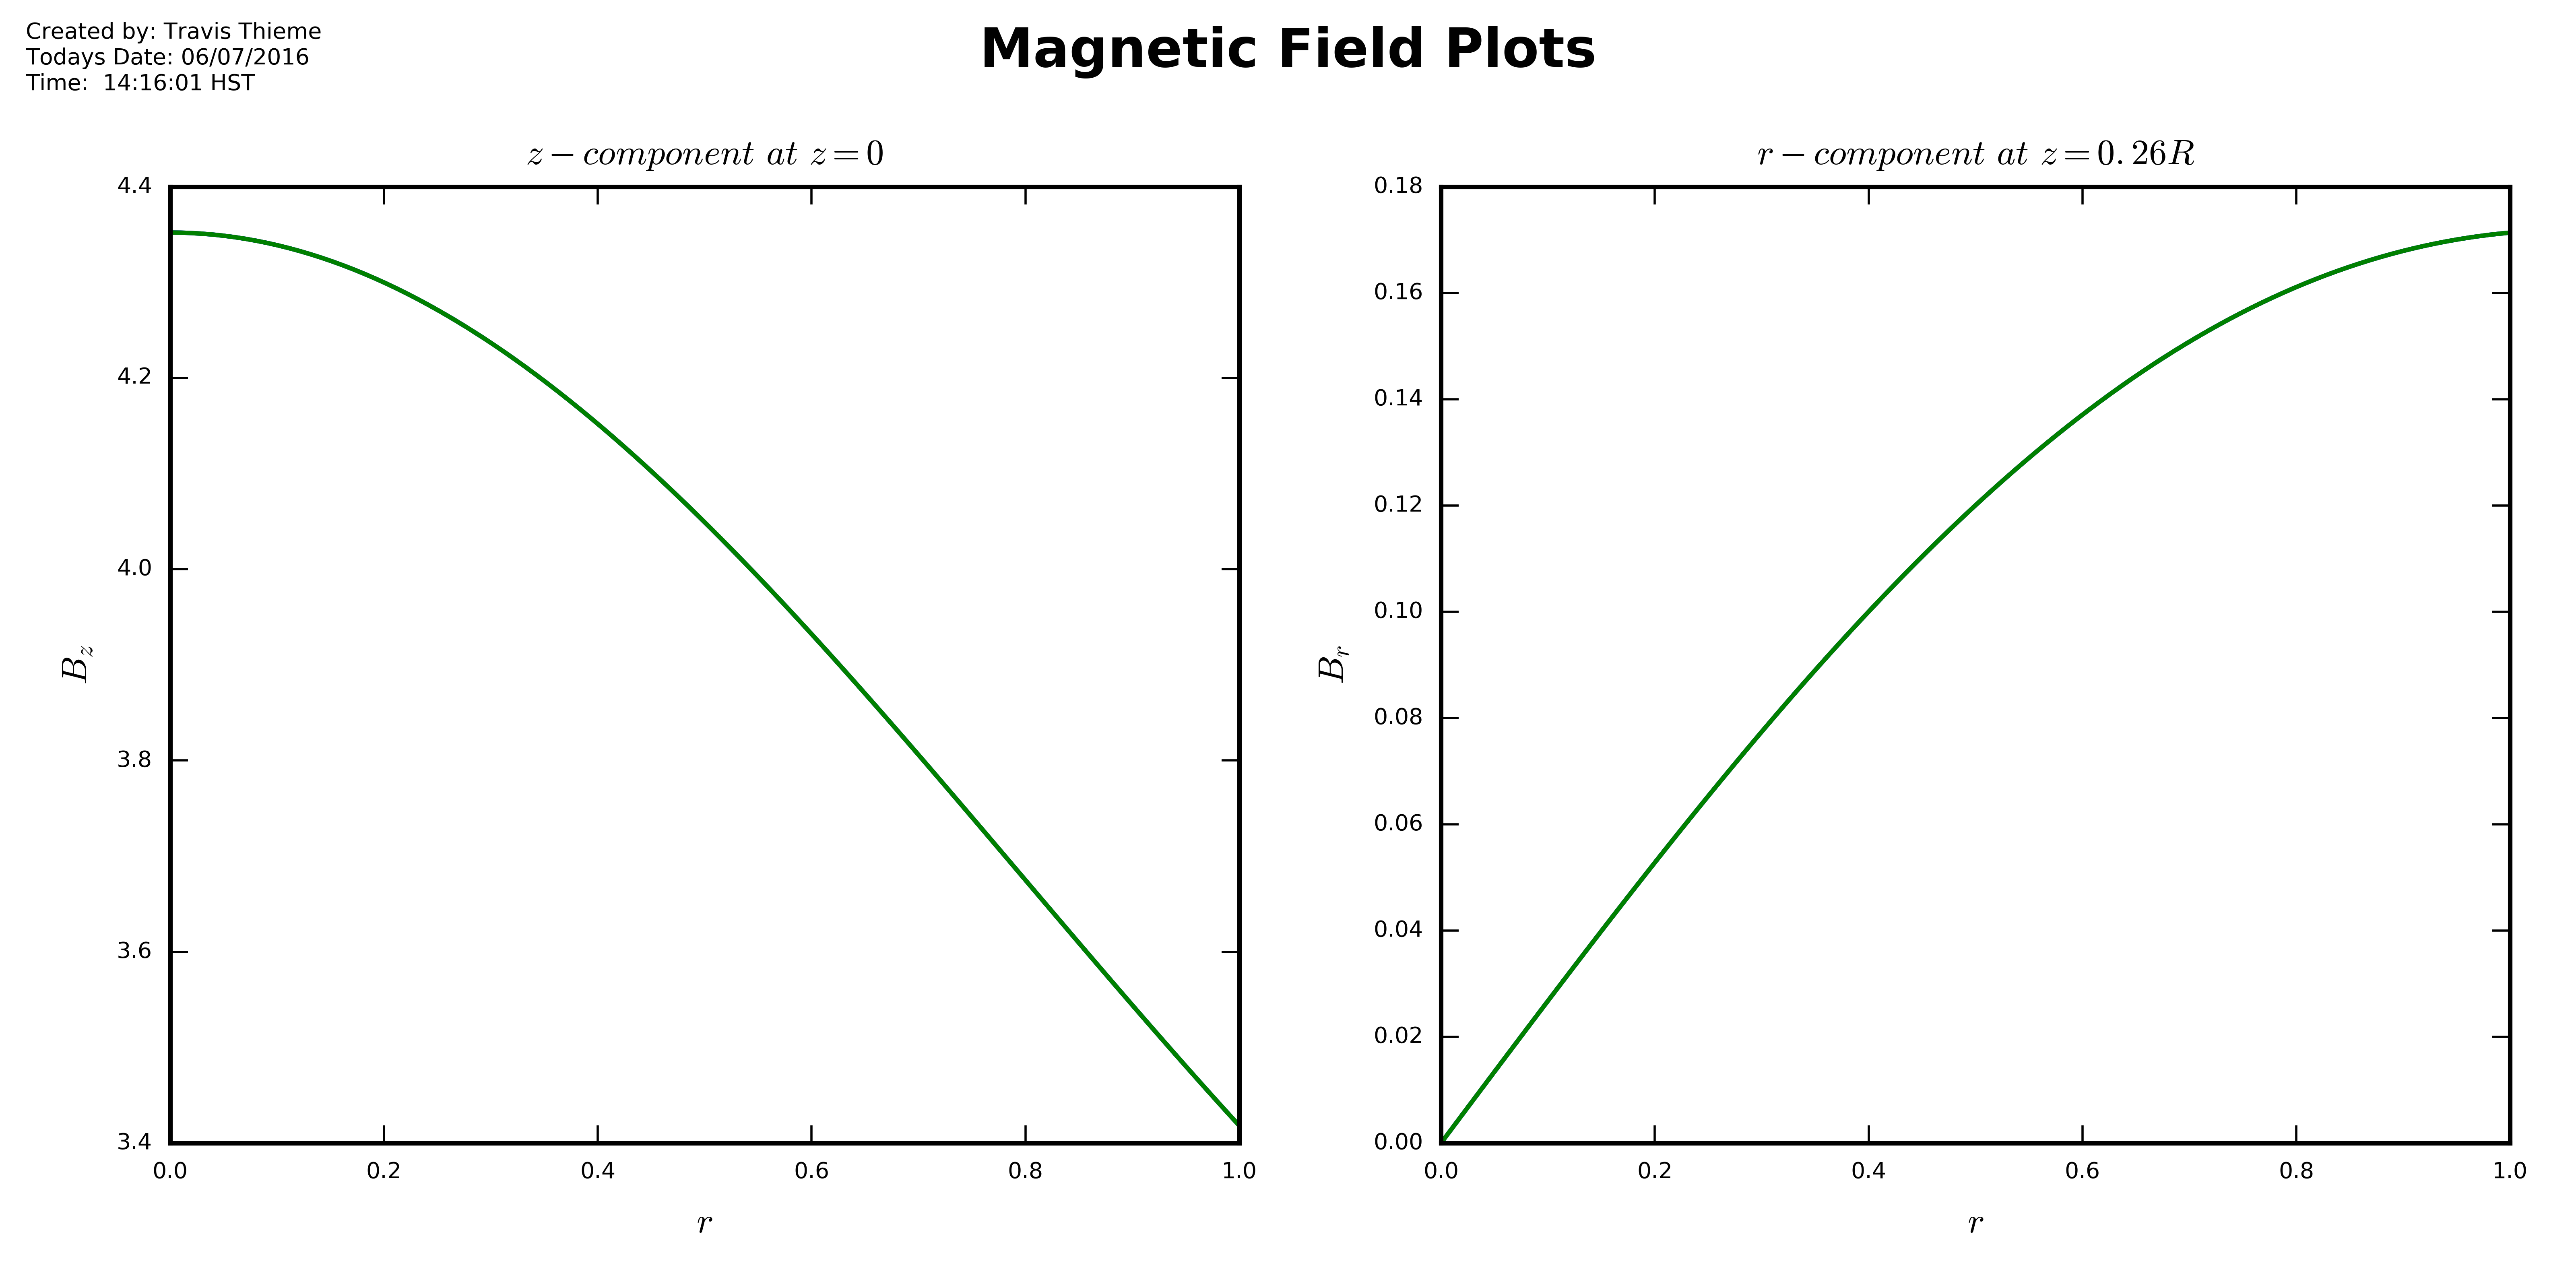 Created by: Travis Thieme
Todays Date: 06/07/2016
Time:  14:16:01 HST
Magnetic Field Plots
z − component at z = 0
4.4
4.2
4.0
3.8
3.6
3.4
B_z
0.0 0.2 0.4 0.6 0.8 1.0
r
r − component at z = 0.26R
0.18
0.16
0.14
0.12
0.10
0.08
0.06
0.04
0.02
0.00
B_r
0.0 0.2 0.4 0.6 0.8 1.0
r